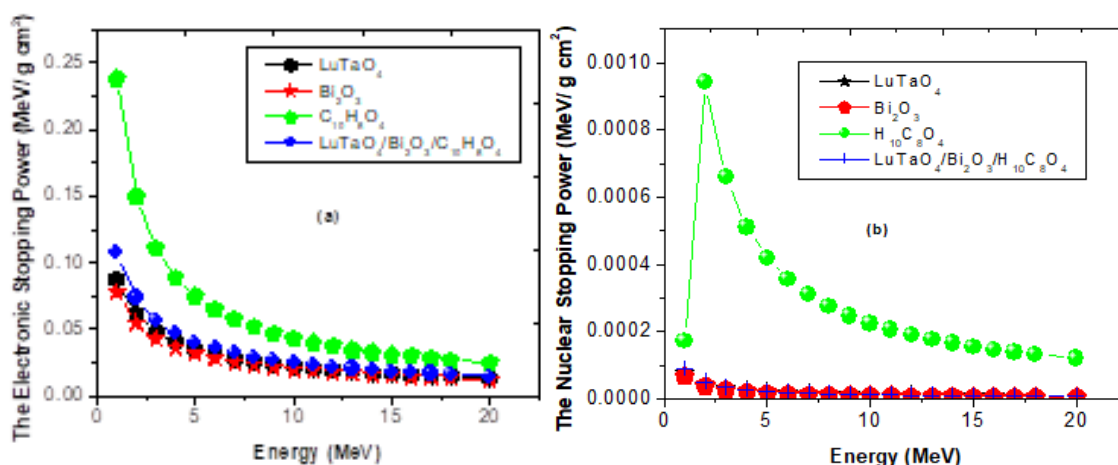 The Electronic Stopping Power (MeV/ g cm²)
0.25
0.20
0.15
0.10
0.05
0.00
LuTaO₄
Bi₂O₃
C₁₀H₈O₄
LuTaO₄/Bi₂O₃/C₁₀H₈O₄
(a)
0 5 10 15 20
Energy (MeV)
The Nuclear Stopping Power (MeV/ g cm²)
0.0010
0.0008
0.0006
0.0004
0.0002
0.0000
LuTaO₄
Bi₂O₃
H₁₀C₈O₄
LuTaO₄/Bi₂O₃/H₁₀C₈O₄
(b)
0 5 10 15 20
Energy (MeV)